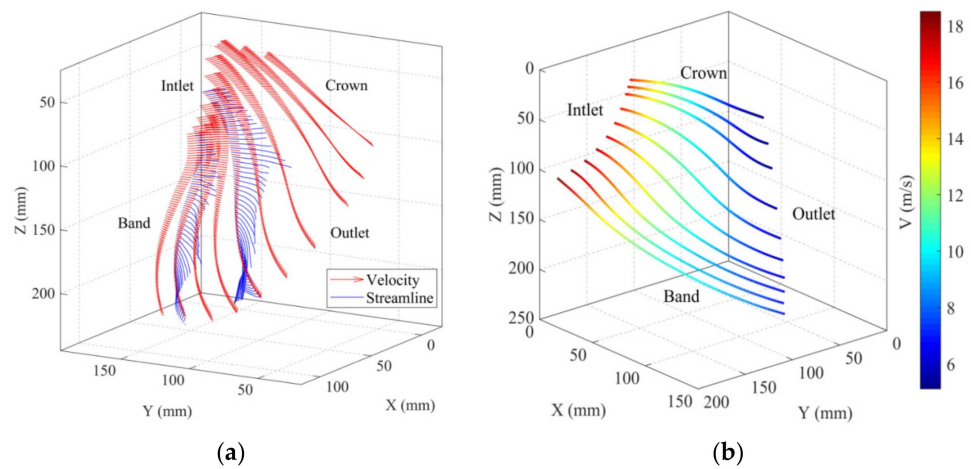 Crown
Intlet
Band
Outlet
Velocity
Streamline
50
100
150
200
Z (mm)
150
100
50
Y (mm)
100
50
0
X (mm)
(a)
Crown
Intlet
Outlet
Band
0
50
100
150
200
250
Z (mm)
0
50
100
150
X (mm)
200
150
100
50
0
Y (mm)
18
16
14
12
10
8
6
V (m/s)
(b)